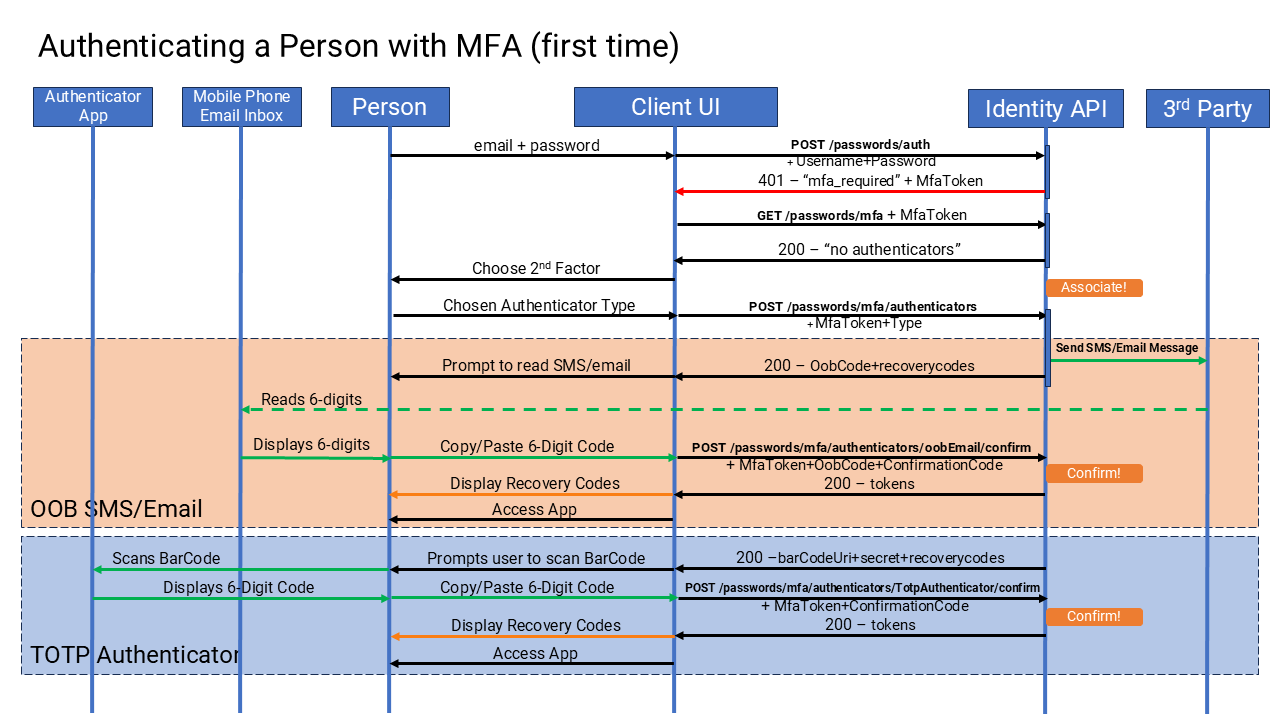 Authenticating a Person with MFA (first time)
Authenticator
App
Mobile Phone
Email Inbox
Person
Client UI
Identity API
3rd Party
email + password
POST /passwords/auth
+ Username+Password
401 – “mfa_required” + MfaToken
GET /passwords/mfa + MfaToken
200 – “no authenticators”
Choose 2nd Factor
Associate!
Chosen Authenticator Type
POST /passwords/mfa/authenticators
+MfaToken+Type
Send SMS/Email Message
Prompt to read SMS/email
200 – OobCode+recoverycodes
Reads 6-digits
Displays 6-digits
Copy/Paste 6-Digit Code
POST /passwords/mfa/authenticators/oobEmail/confirm
+ MfaToken+OobCode+ConfirmationCode
Confirm!
Display Recovery Codes
200 – tokens
Access App
OOB SMS/Email
Scans BarCode
Prompts user to scan BarCode
200 –barCodeUri+secret+recoverycodes
Displays 6-Digit Code
Copy/Paste 6-Digit Code
POST /passwords/mfa/authenticators/TotpAuthenticator/confirm
+ MfaToken+ConfirmationCode
Confirm!
Display Recovery Codes
200 – tokens
Access App
TOTP Authenticator